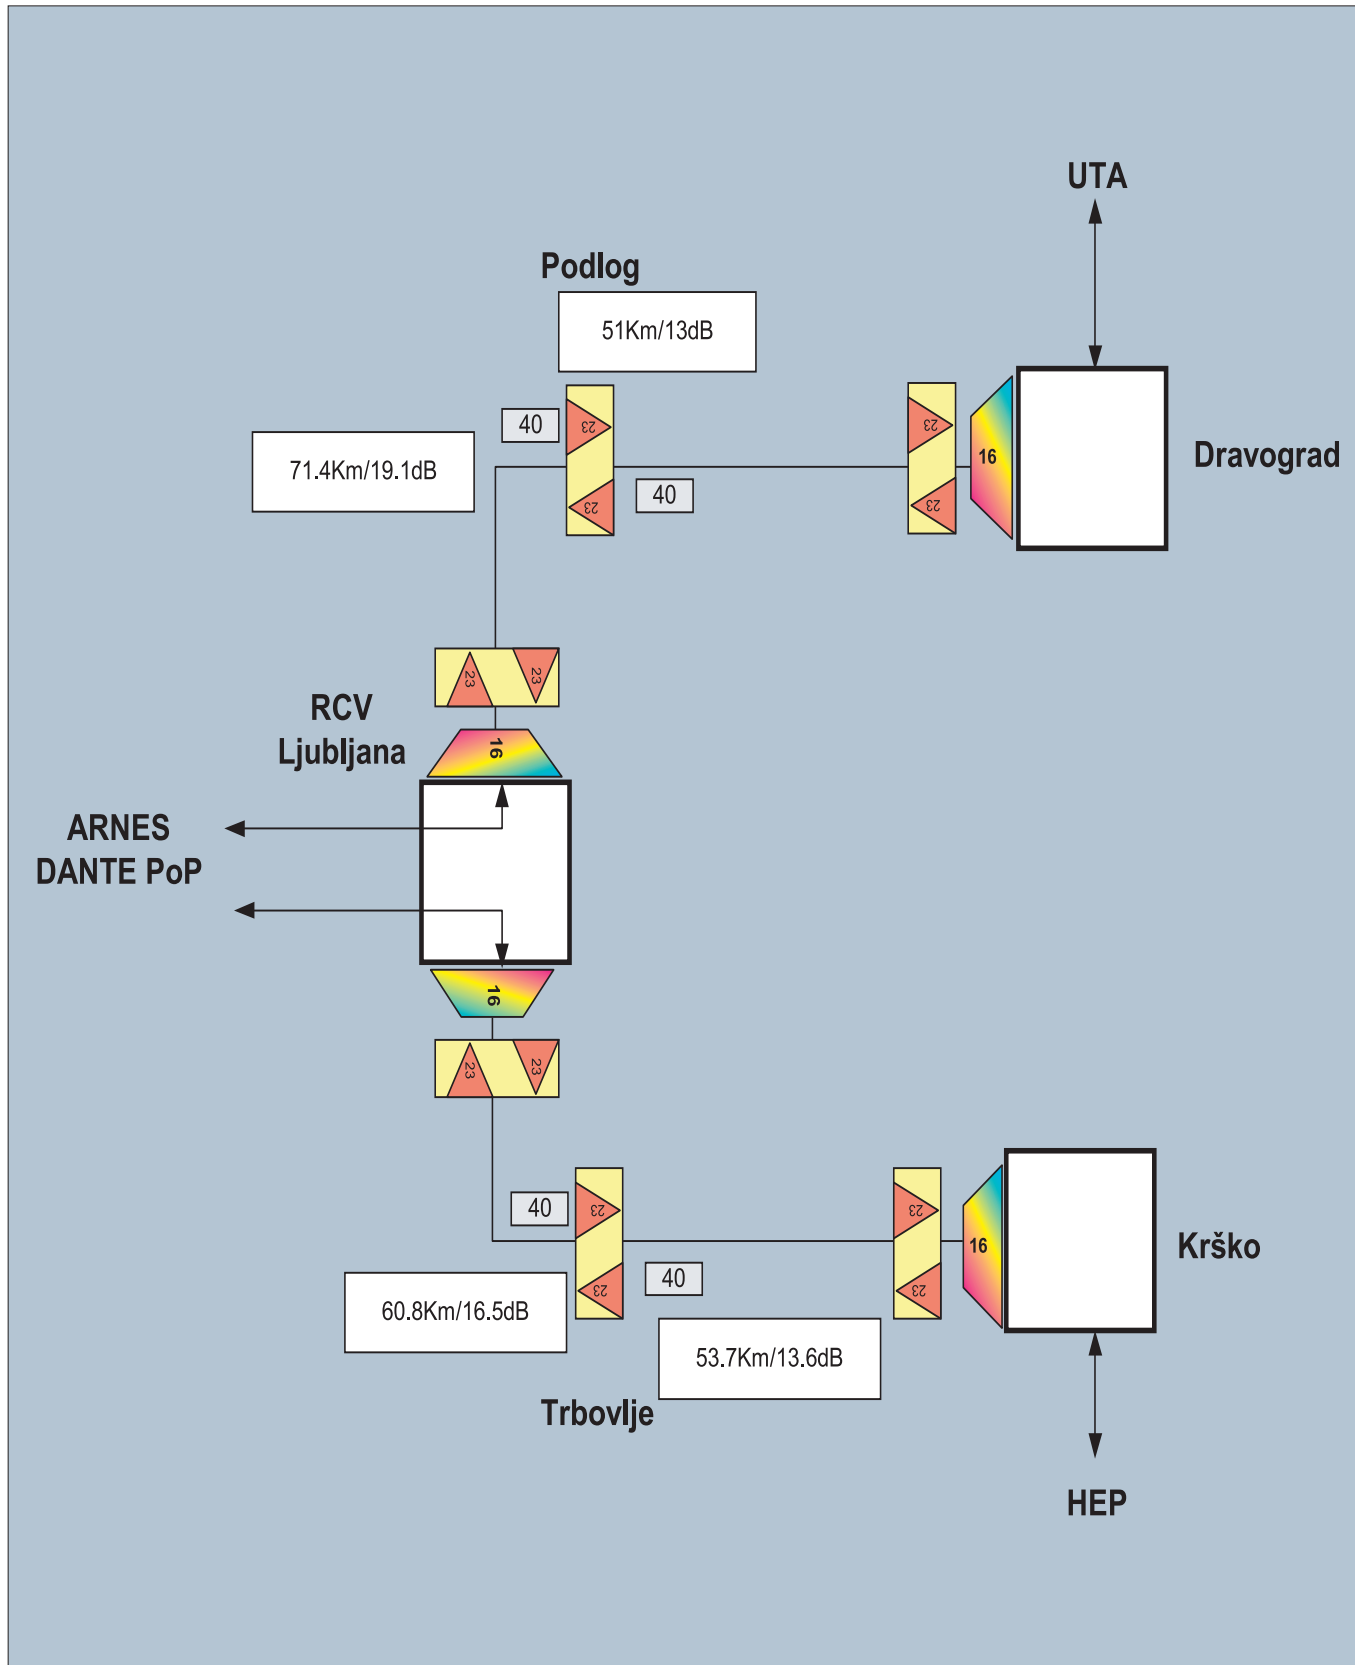 UTA
Podlog
51Km/13dB
40
23
23
71.4Km/19.1dB
16
Dravograd
40
23
23
23
23
RCV
Ljubljana
16
ARNES
DANTE PoP
16
23
23
40
23
23
16
Krško
40
23
23
60.8Km/16.5dB
53.7Km/13.6dB
Trbovlje
HEP